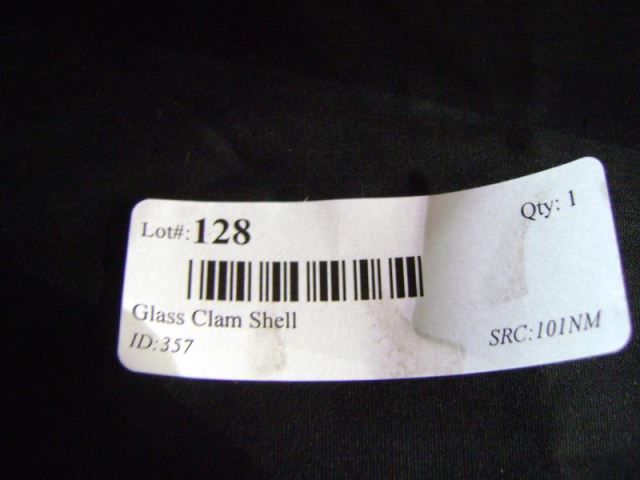 Lot#:128 Qty: 1
Glass Clam Shell
ID:357 SRC:101NM